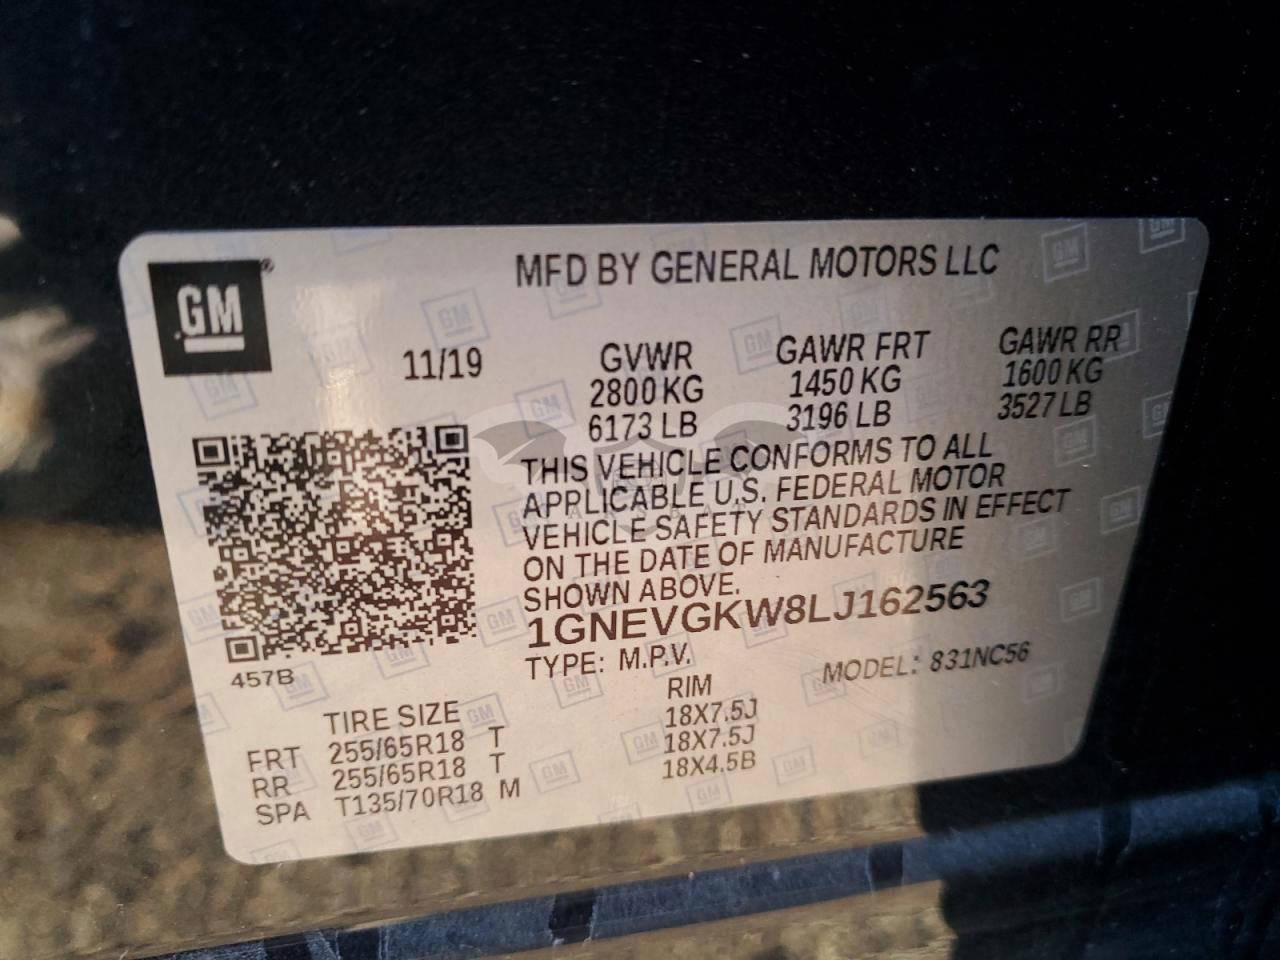 GM
MFD BY GENERAL MOTORS LLC
11/19
GVWR GAWR FRT GAWR RR
2800 KG 1450 KG 1600 KG
6173 LB 3196 LB 3527 LB
THIS VEHICLE CONFORMS TO ALL
APPLICABLE U.S. FEDERAL MOTOR
VEHICLE SAFETY STANDARDS IN EFFECT
ON THE DATE OF MANUFACTURE
SHOWN ABOVE.
1GNEVGKW8LJ162563
TYPE: M.P.V. MODEL: 831NC56
457B
TIRE SIZE RIM
FRT 255/65R18 T 18X7.5J
RR 255/65R18 T 18X7.5J
SPA T135/70R18 M 18X4.5B